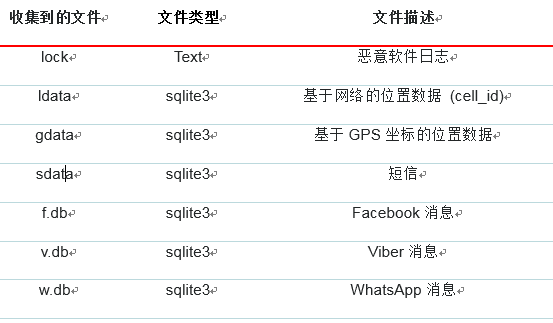 收集到的文件 文件类型 文件描述
lock Text 恶意软件日志
ldata sqlite3 基于网络的位置数据 (cell_id)
gdata sqlite3 基于 GPS 坐标的位置数据
sdata sqlite3 短信
f.db sqlite3 Facebook 消息
v.db sqlite3 Viber 消息
w.db sqlite3 WhatsApp 消息